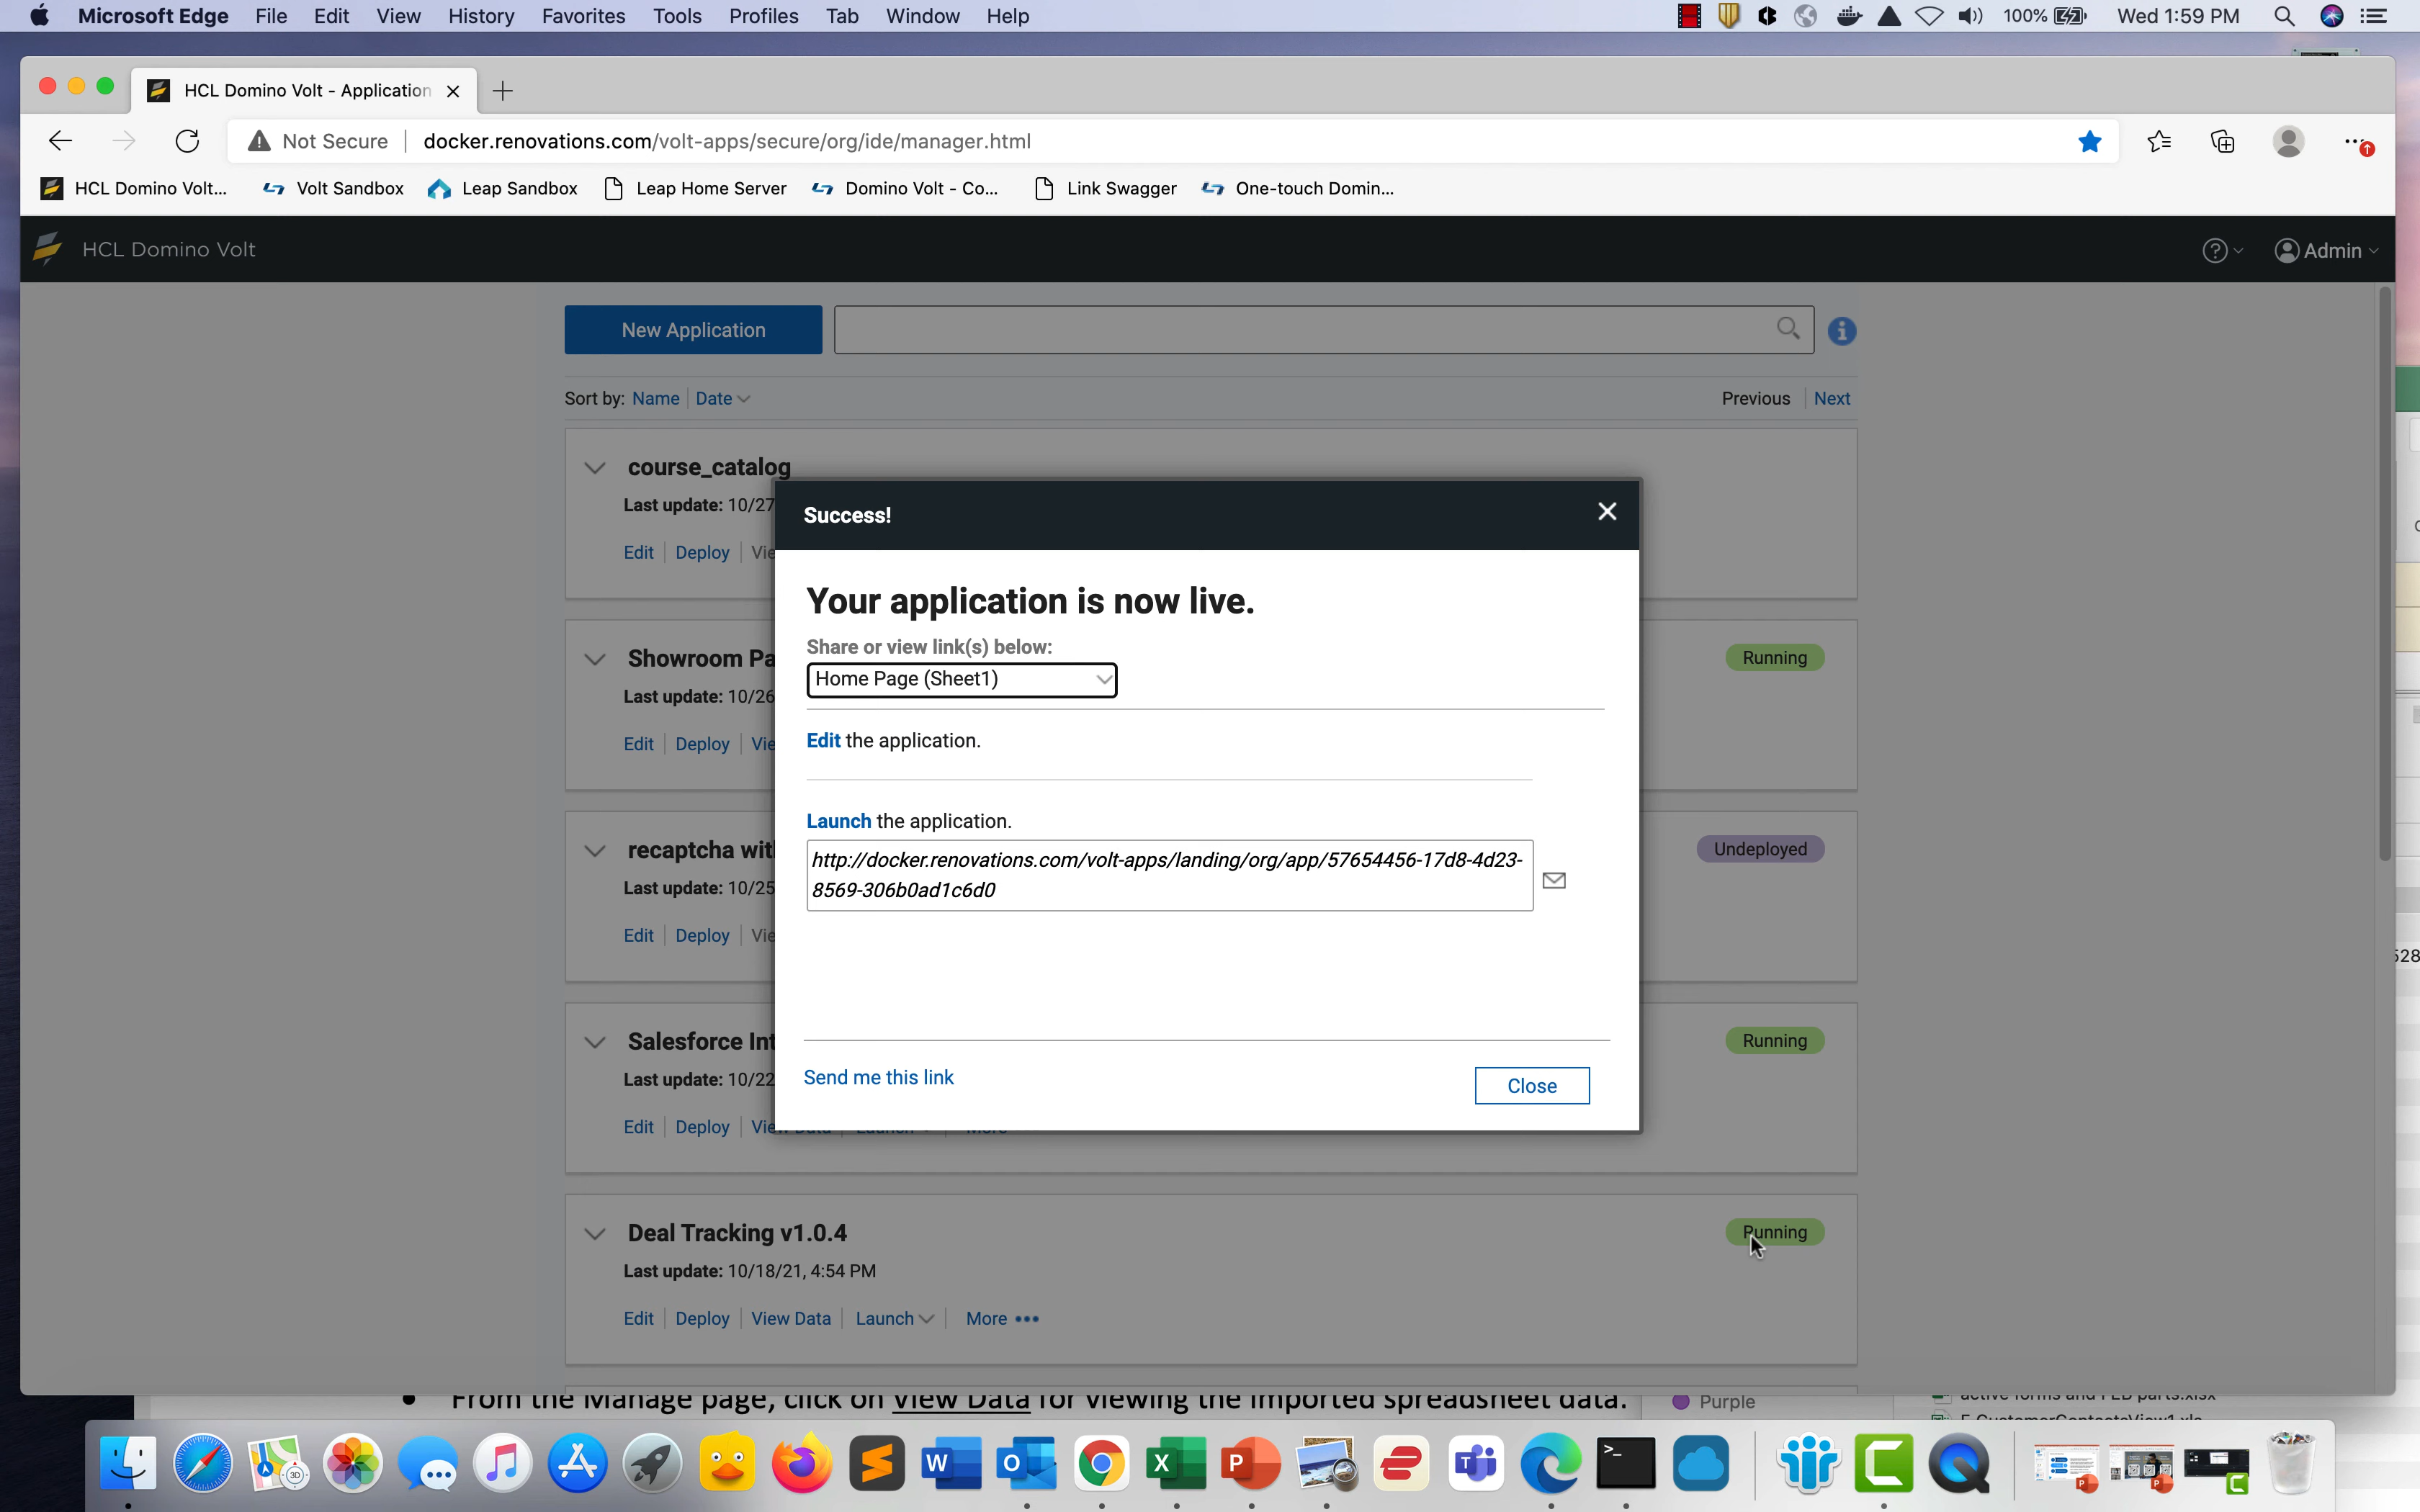 Microsoft Edge File Edit View History Favorites Tools Profiles Tab Window Help 100% Wed 1:59 PM
HCL Domino Volt - Application
Not Secure docker.renovations.com/volt-apps/secure/org/ide/manager.html
HCL Domino Volt... Volt Sandbox Leap Sandbox Leap Home Server Domino Volt - Co... Link Swagger One-touch Domin...
HCL Domino Volt Admin
New Application
Sort by: Name Date Previous Next
course_catalog
Last update: 10/27
Edit Deploy Vie
Success!
Your application is now live.
Share or view link(s) below:
Home Page (Sheet1)
Edit the application.
Launch the application.
http://docker.renovations.com/volt-apps/landing/org/app/57654456-17d8-4d23-
8569-306b0ad1c6d0
Send me this link Close
Showroom Pa Running
Last update: 10/26
Edit Deploy Vie
recaptcha wit Undeployed
Last update: 10/25
Edit Deploy Vie
Salesforce Int Running
Last update: 10/22
Edit Deploy View Data Launch More
Deal Tracking v1.0.4 Running
Last update: 10/18/21, 4:54 PM
Edit Deploy View Data Launch More •••
528
• From the Manage page, click on View Data for viewing the imported spreadsheet data. Purple